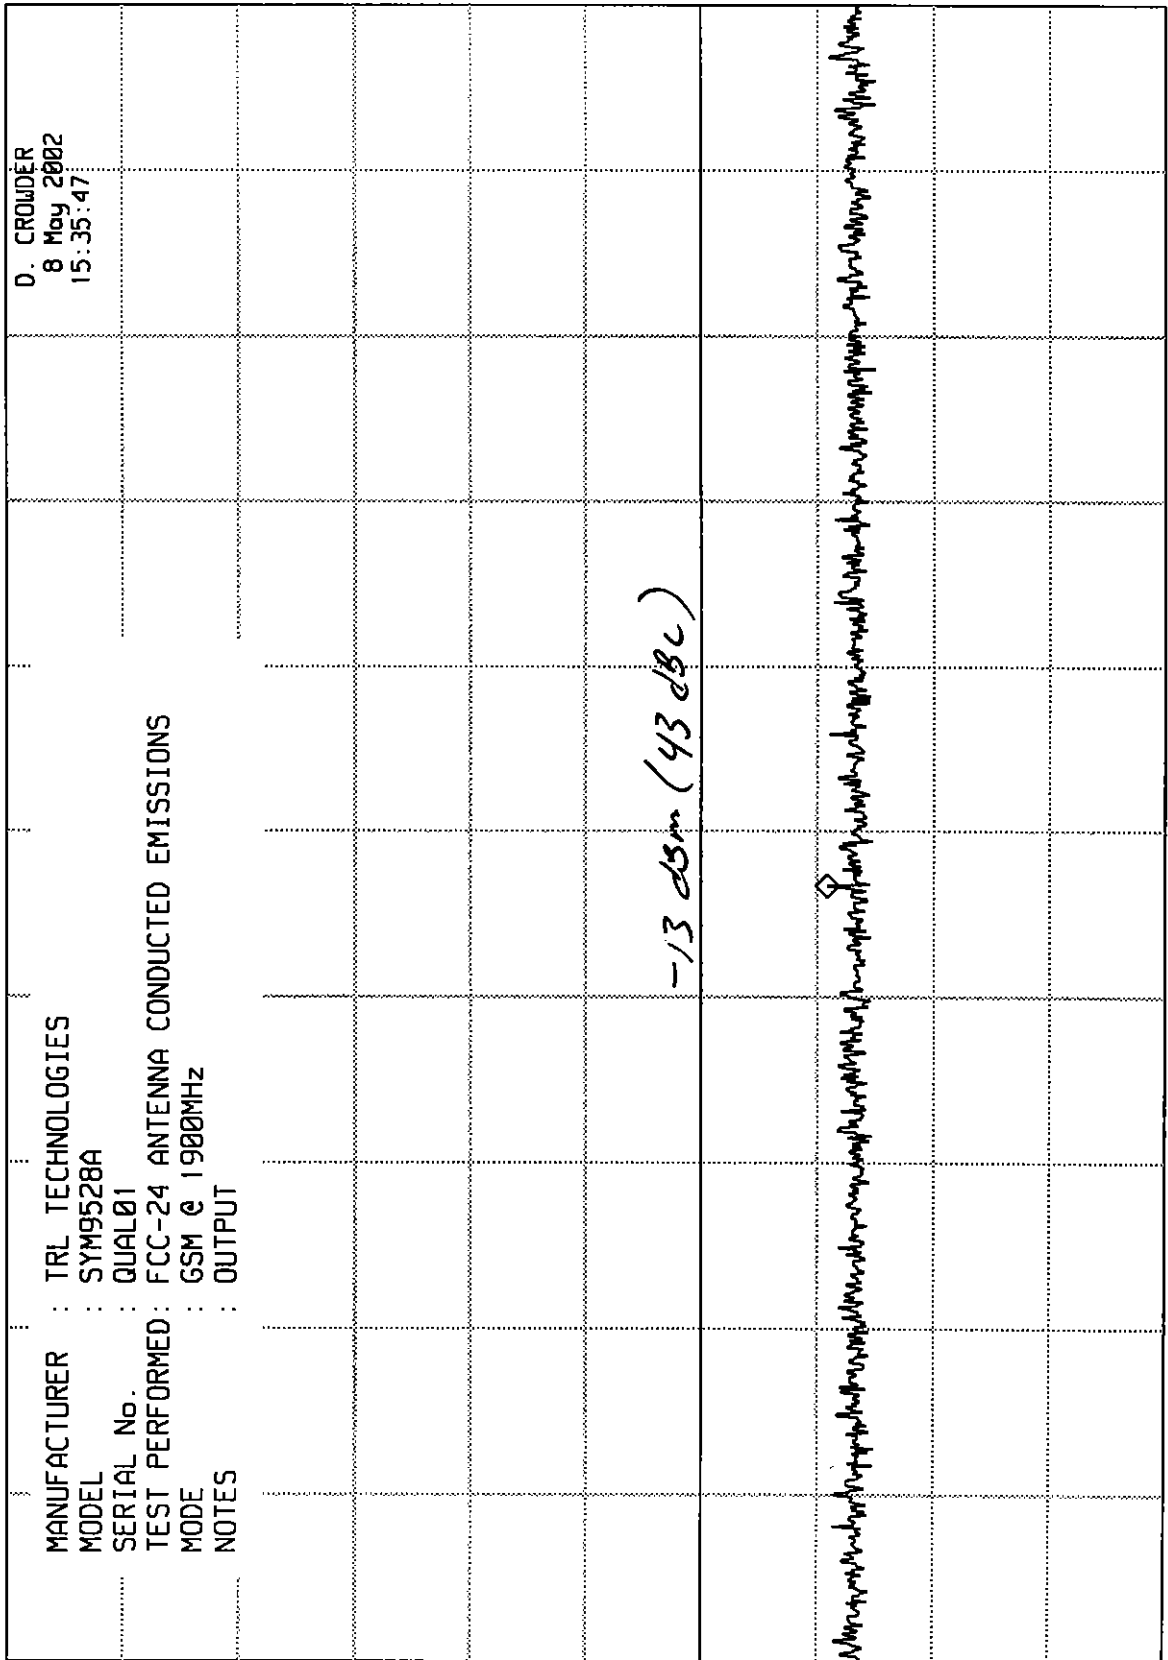 D. CROWDER
8 May 2002
15:35:47
MANUFACTURER : TRL TECHNOLOGIES
MODEL : SYM9528A
SERIAL No. : QUAL01
TEST PERFORMED : FCC-24 ANTENNA CONDUCTED EMISSIONS
MODE : GSM @ 1900MHz
NOTES : OUTPUT
-13 dBm (43 dBc)